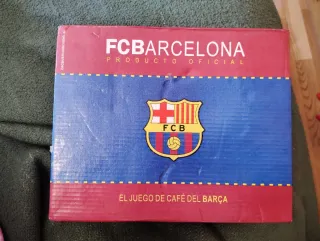 FCBARCELONA
PRODUCTO OFICIAL
FCB
EL JUEGO DE CAFÉ DEL BARÇA